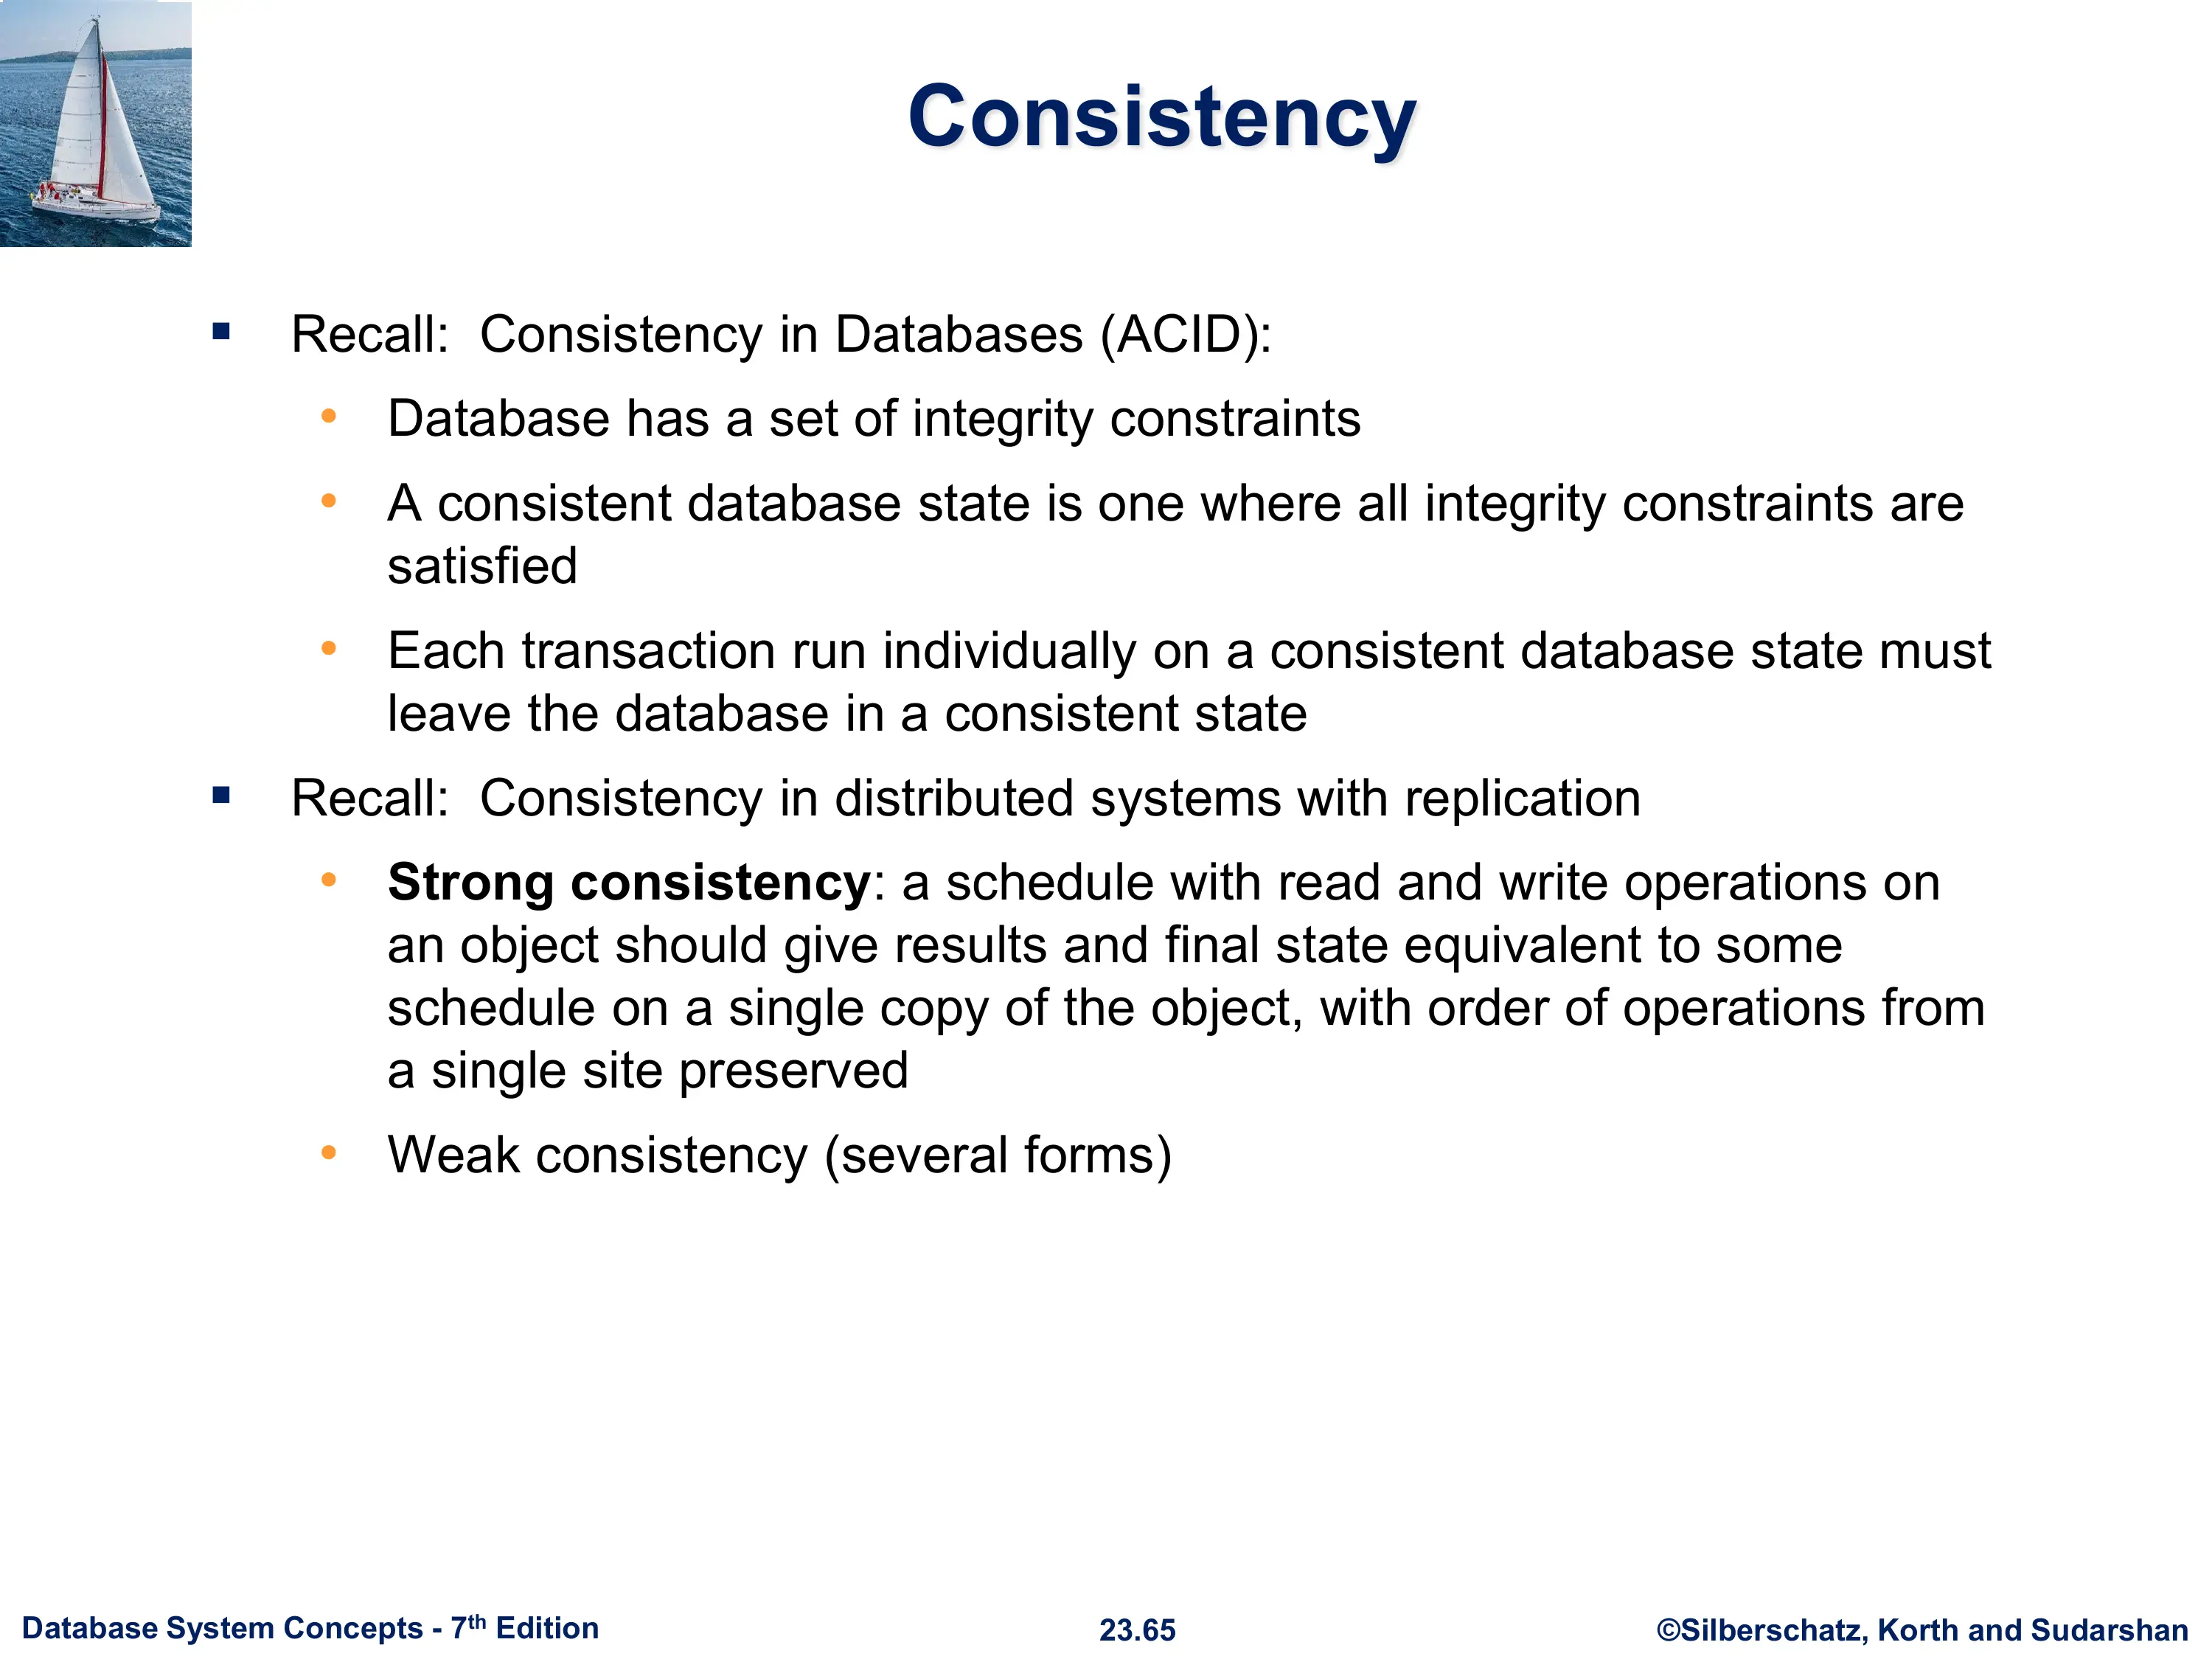 Consistency
▪ Recall: Consistency in Databases (ACID):
• Database has a set of integrity constraints
• A consistent database state is one where all integrity constraints are
satisfied
• Each transaction run individually on a consistent database state must
leave the database in a consistent state
▪ Recall: Consistency in distributed systems with replication
• Strong consistency: a schedule with read and write operations on
an object should give results and final state equivalent to some
schedule on a single copy of the object, with order of operations from
a single site preserved
• Weak consistency (several forms)
Database System Concepts - 7th Edition
23.65
©Silberschatz, Korth and Sudarshan